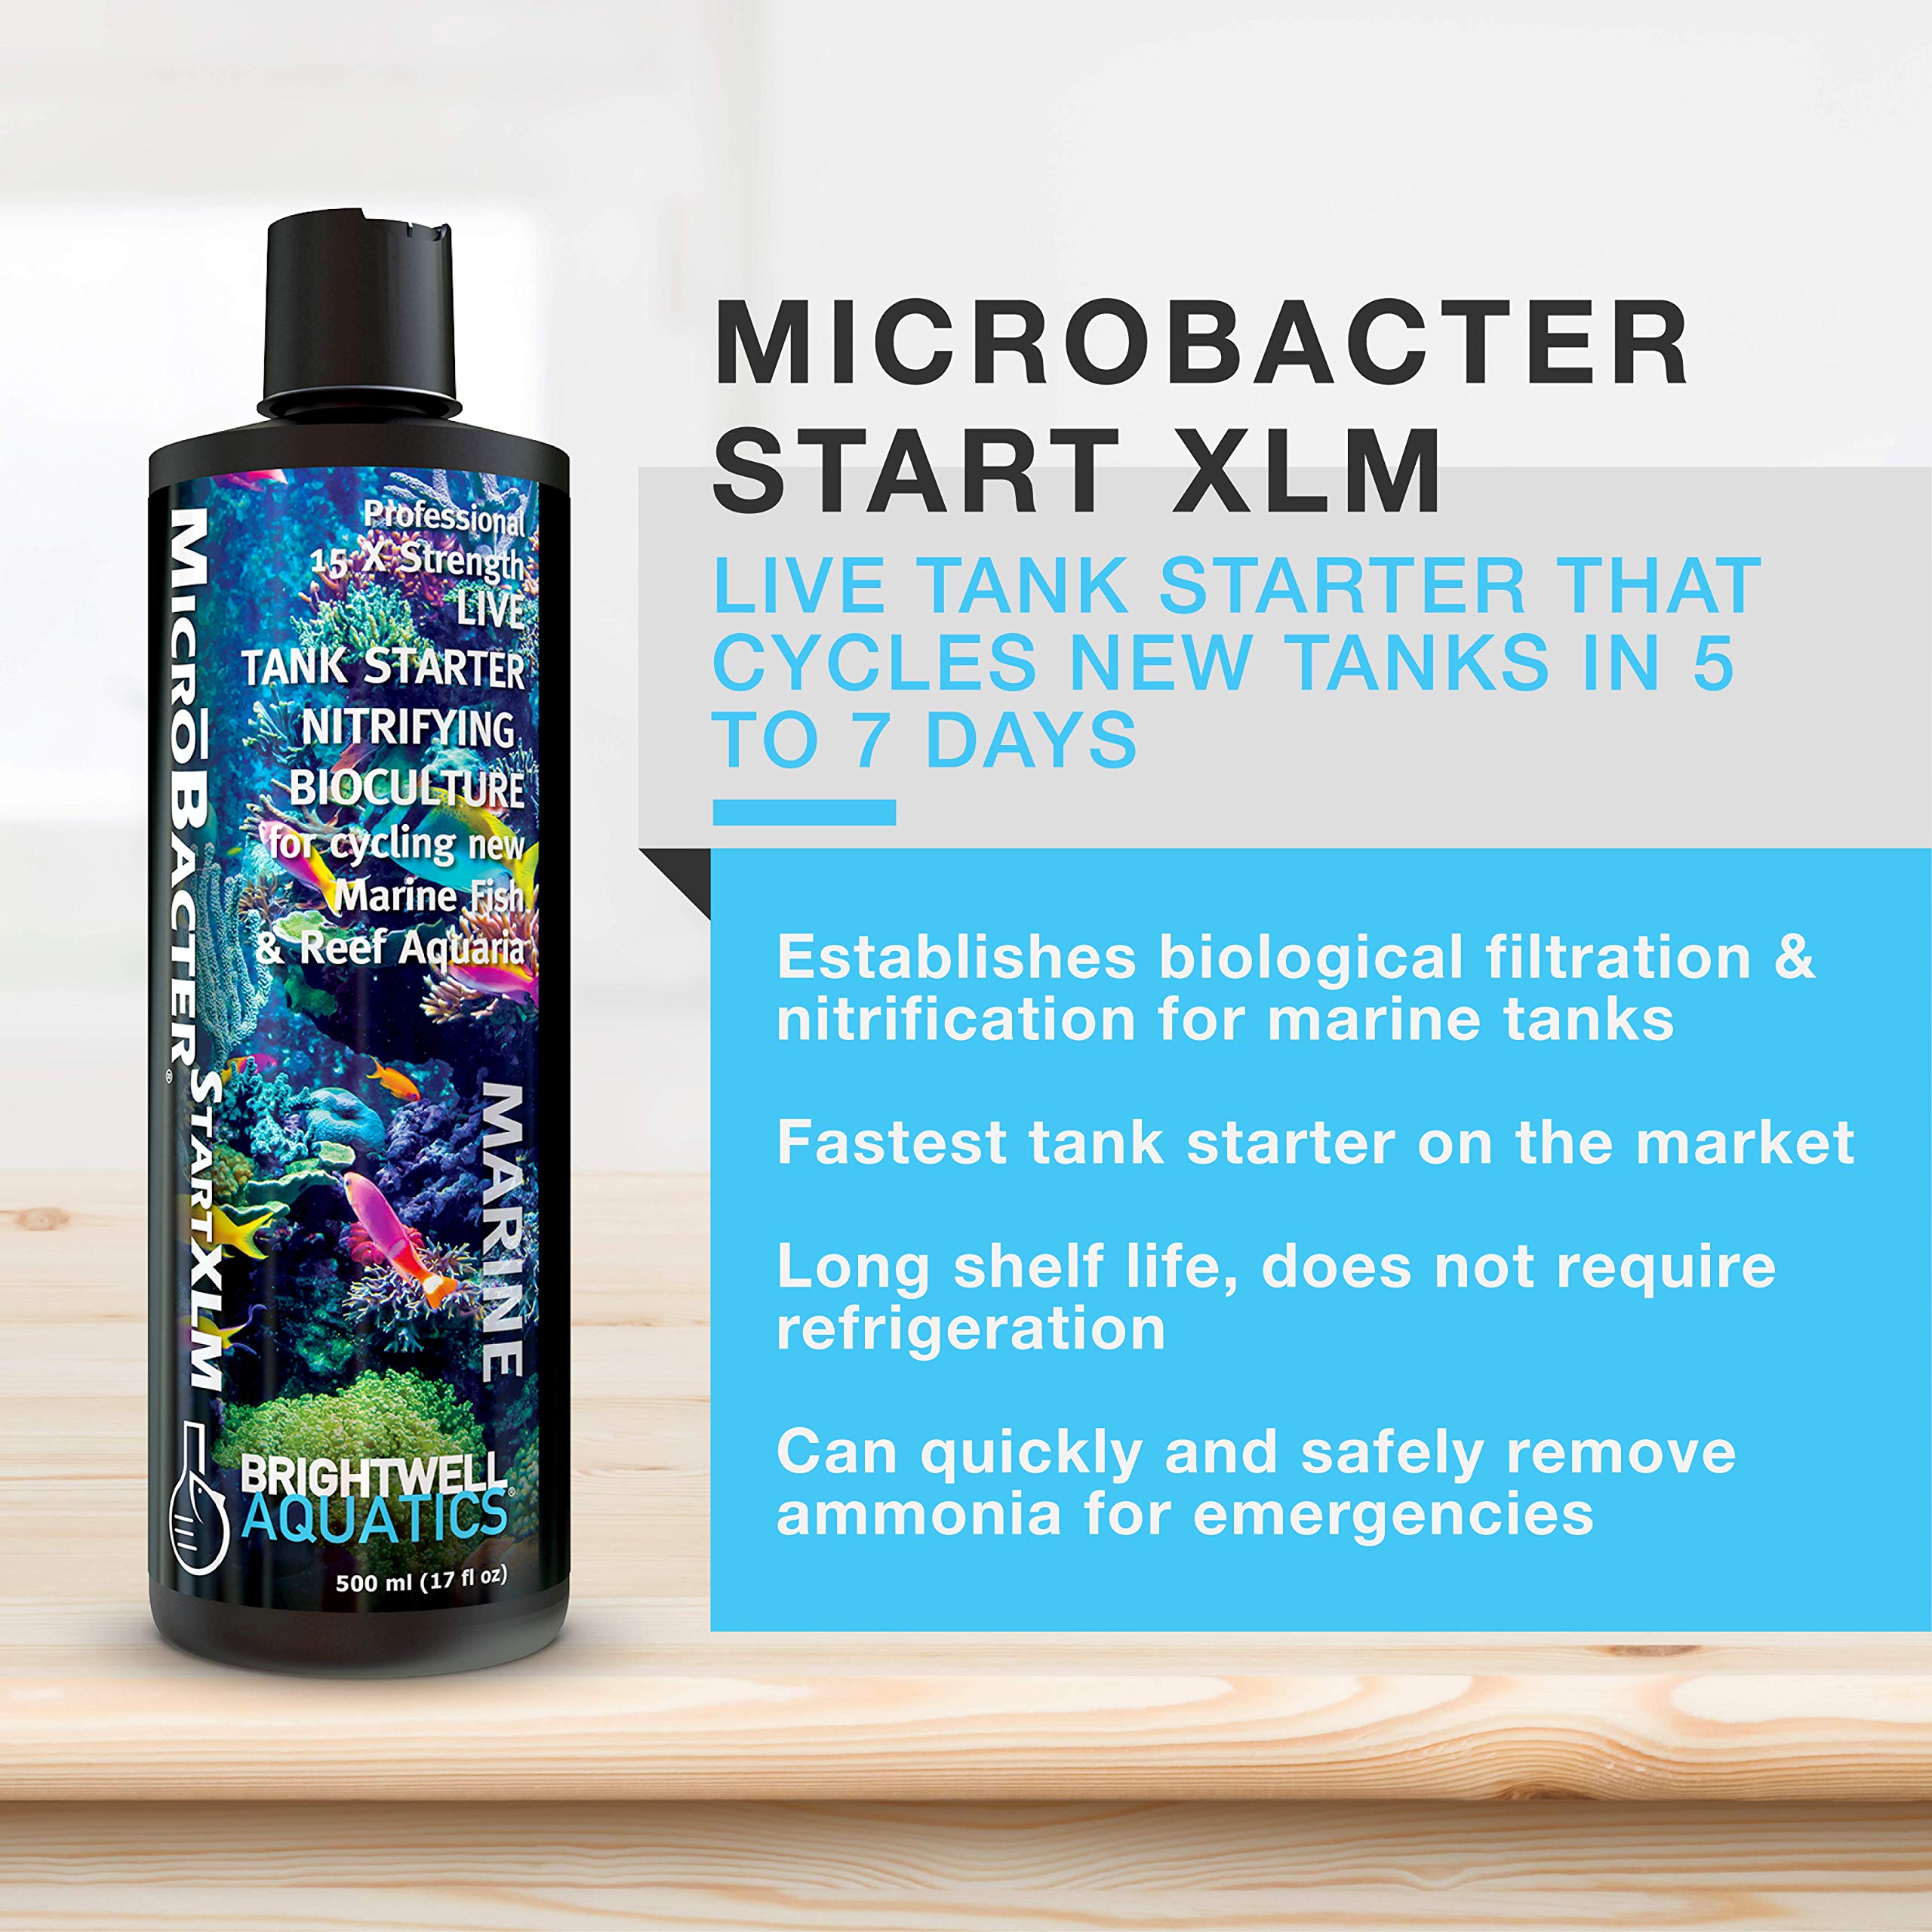 MICRŌBACTER® STARTXLM
Professional
15 X Strength
LIVE
TANK STARTER
NITRIFYING
BIOCULTURE
for cycling new
Marine Fish
& Reef Aquaria
MARINE
BRIGHTWELL
AQUATICS®
500 ml (17 fl oz)
MICROBACTER
START XLM
LIVE TANK STARTER THAT
CYCLES NEW TANKS IN 5
TO 7 DAYS
Establishes biological filtration &
nitrification for marine tanks
Fastest tank starter on the market
Long shelf life, does not require
refrigeration
Can quickly and safely remove
ammonia for emergencies